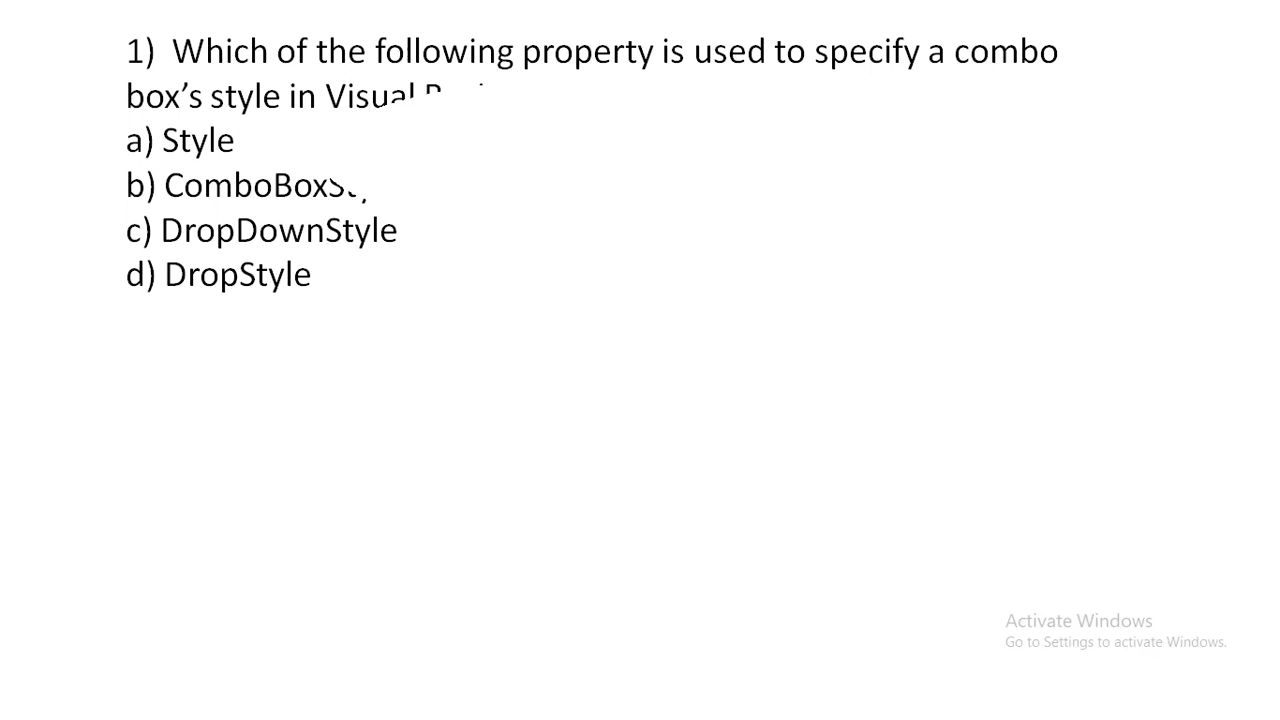 1) Which of the following property is used to specify a combo
box’s style in Visual
a) Style
b)
c) DropDownStyle
d) DropStyle
Activate Windows
Go to Settings to activate Windows.